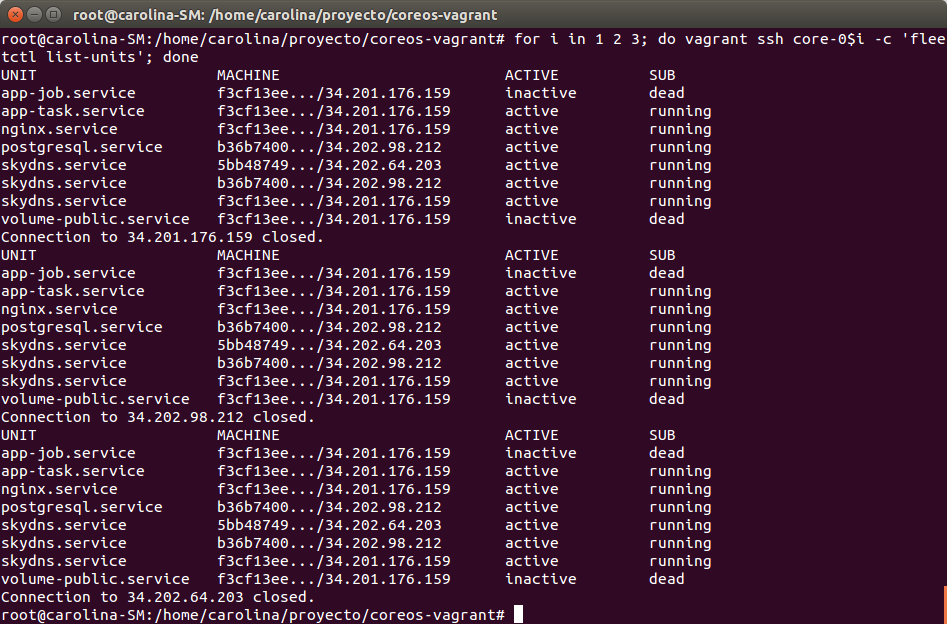 root@carolina-SM: /home/carolina/proyecto/coreos-vagrant
root@carolina-SM:/home/carolina/proyecto/coreos-vagrant# for i in 1 2 3; do vagrant ssh core-0$i -c 'flee
tctl list-units'; done
UNIT MACHINE ACTIVE SUB
app-job.service f3cf13ee.../34.201.176.159 inactive dead
app-task.service f3cf13ee.../34.201.176.159 active running
nginx.service f3cf13ee.../34.201.176.159 active running
postgresql.service b36b7400.../34.202.98.212 active running
skydns.service 5bb48749.../34.202.64.203 active running
skydns.service b36b7400.../34.202.98.212 active running
skydns.service f3cf13ee.../34.201.176.159 active running
volume-public.service f3cf13ee.../34.201.176.159 inactive dead
Connection to 34.201.176.159 closed.
UNIT MACHINE ACTIVE SUB
app-job.service f3cf13ee.../34.201.176.159 inactive dead
app-task.service f3cf13ee.../34.201.176.159 active running
nginx.service f3cf13ee.../34.201.176.159 active running
postgresql.service b36b7400.../34.202.98.212 active running
skydns.service 5bb48749.../34.202.64.203 active running
skydns.service b36b7400.../34.202.98.212 active running
skydns.service f3cf13ee.../34.201.176.159 active running
volume-public.service f3cf13ee.../34.201.176.159 inactive dead
Connection to 34.202.98.212 closed.
UNIT MACHINE ACTIVE SUB
app-job.service f3cf13ee.../34.201.176.159 inactive dead
app-task.service f3cf13ee.../34.201.176.159 active running
nginx.service f3cf13ee.../34.201.176.159 active running
postgresql.service b36b7400.../34.202.98.212 active running
skydns.service 5bb48749.../34.202.64.203 active running
skydns.service b36b7400.../34.202.98.212 active running
skydns.service f3cf13ee.../34.201.176.159 active running
volume-public.service f3cf13ee.../34.201.176.159 inactive dead
Connection to 34.202.64.203 closed.
root@carolina-SM:/home/carolina/proyecto/coreos-vagrant#